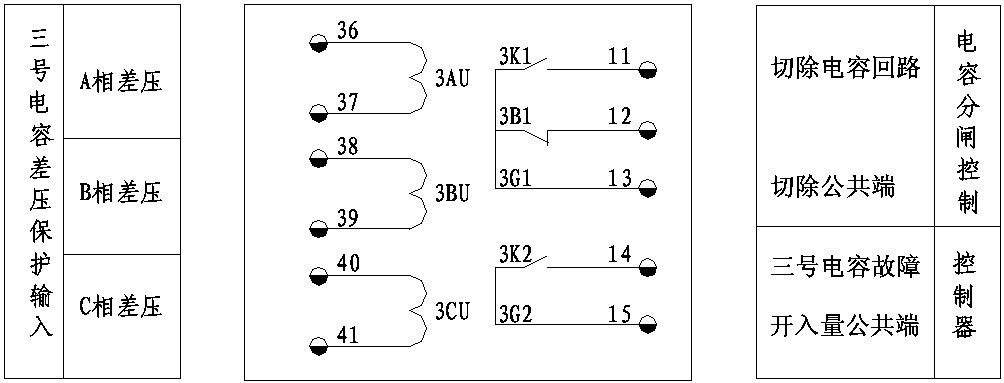 三号电容差压保护输入
A相差压
B相差压
C相差压
36
37
3AU
38
39
3BU
40
41
3CU
3K1 11
3B1 12
3G1 13
3K2 14
3G2 15
切除电容回路
切除公共端
电容分闸控制
三号电容故障
开入量公共端
控制器